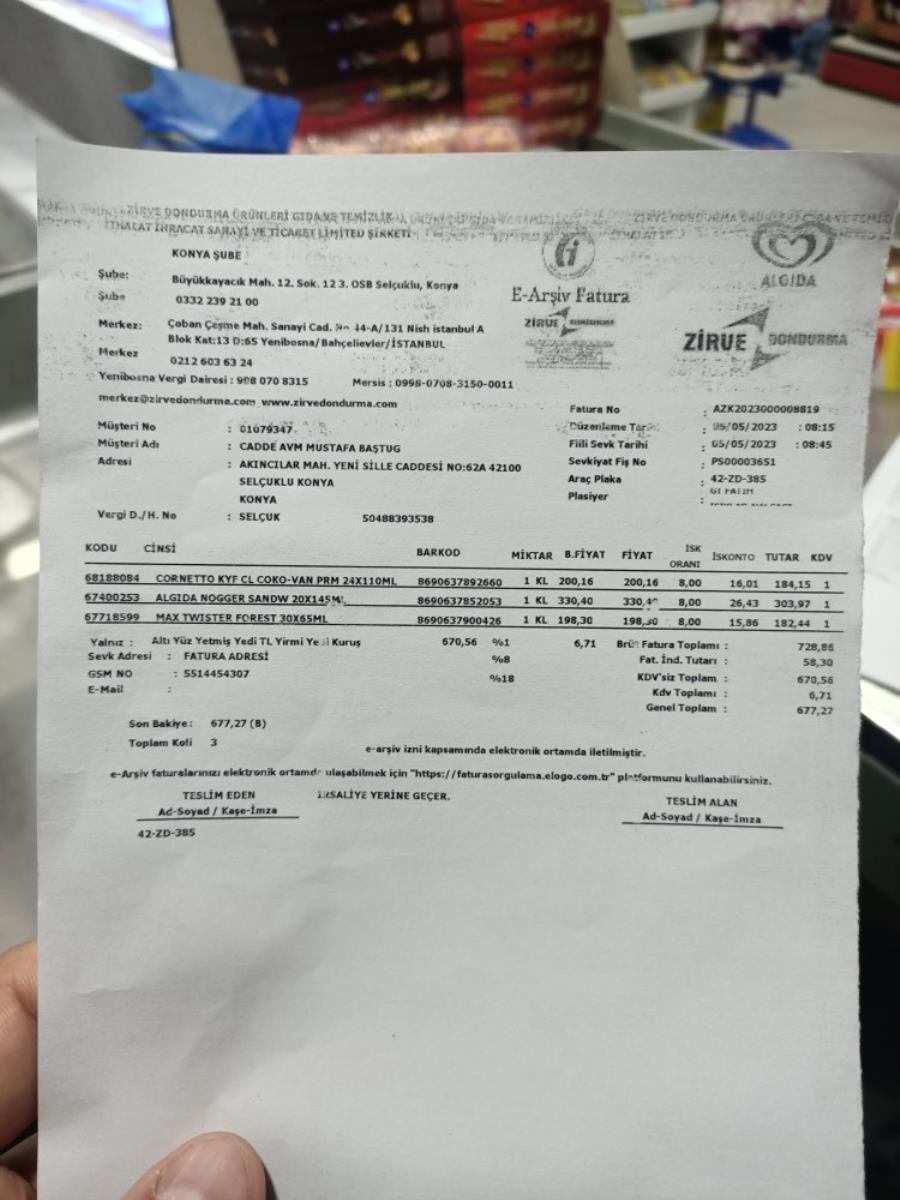 ZİRVE DONDURMA ÜRÜNLERİ GIDA VE TEMİZLİK
İTHALAT İHRACAT SANAYİ VE TİCARET LİMİTED ŞİRKETİ
KONYA ŞUBE
Şube: Büyükkayacık Mah. 12. Sok. 12 3. OSB Selçuklu, Konya
Şube 0332 239 21 00
Merkez: Çoban Çeşme Mah. Sanayi Cad. 44-A/131 Nish istanbul A
Blok Kat:13 D:65 Yenibosna/Bahçelievler/İSTANBUL
Merkez 0212 603 63 24
Yenibosna Vergi Dairesi : 998 070 8315 Mersis : 0998-0708-3150-0011
merkez@zirvedondurma.com www.zirvedondurma.com
E-Arşiv Fatura
ZİRVE
ALGIDA
ZİRVE DONDURMA
Müşteri No : 01079347
Müşteri Adı : CADDE AVM MUSTAFA BAŞTUG
Adresi : AKINCILAR MAH. YENİ SİLLE CADDESİ NO:62A 42100
SELÇUKLU KONYA
KONYA
Vergi D./H. No : SELÇUK 50488393538
Fatura No : AZK2023000008819
Düzenleme Tarihi : 05/05/2023 : 08:15
Fiili Sevk Tarihi : 05/05/2023 : 08:45
Sevkiyat Fiş No : PS00003651
Araç Plaka : 42-ZD-385
Plasiyer :
KODU CİNSİ BARKOD MİKTAR B.FİYAT FİYAT İSK ORANI İSKONTO TUTAR KDV
68188084 CORNETTO KYF CL COKO-VAN PRM 24X110ML 8690637892660 1 KL 200,16 200,16 8,00 16,01 184,15 1
67400253 ALGIDA NOGGER SANDW 20X145ML 8690637852053 1 KL 330,40 330,40 8,00 26,43 303,97 1
67718599 MAX TWISTER FOREST 30X65ML 8690637900426 1 KL 198,30 198,30 8,00 15,86 182,44 1
Yalnız : Altı Yüz Yetmiş Yedi TL Yirmi Yedi Kuruş 670,56 %1 6,71 Brüt Fatura Toplamı : 728,86
Sevk Adresi : FATURA ADRESİ %8 Fat. İnd. Tutarı : 58,30
GSM NO : 5514454307 %18 KDV'siz Toplam : 670,56
E-Mail : Kdv Toplamı : 6,71
Genel Toplam : 677,27
Son Bakiye: 677,27 (B)
Toplam Koli 3
e-arşiv izni kapsamında elektronik ortamda iletilmiştir.
e-Arşiv faturalarınızı elektronik ortamda ulaşabilmek için "https://faturasorgulama.elogo.com.tr" platformunu kullanabilirsiniz.
TESLİM EDEN İRSALİYE YERİNE GEÇER. TESLİM ALAN
Ad-Soyad / Kaşe-İmza Ad-Soyad / Kaşe-İmza
42-ZD-385